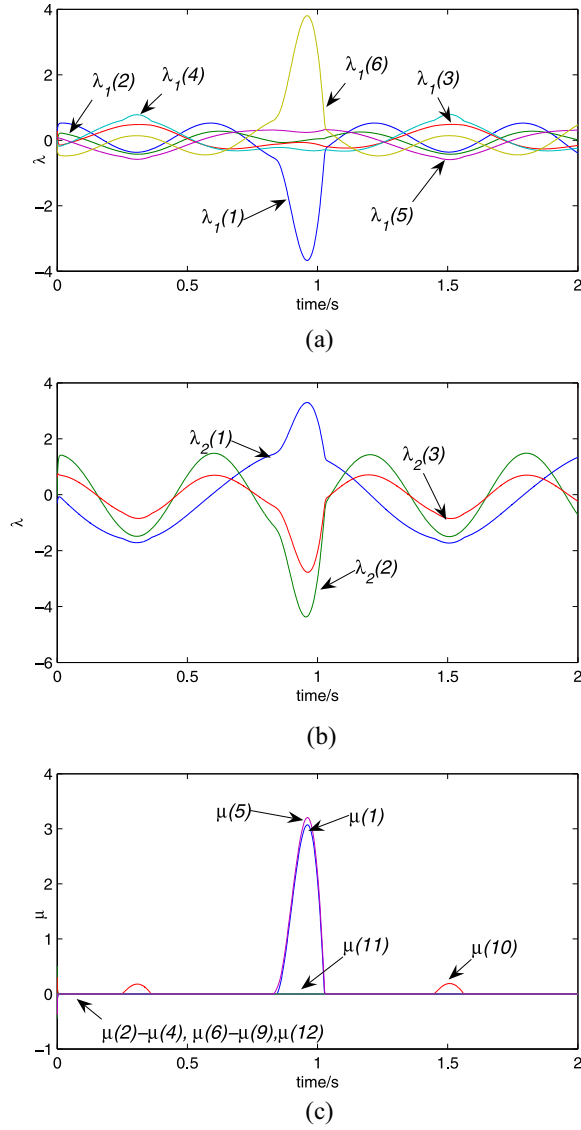 4
2
0
−2
−4
λ
λ₁(2)
λ₁(4)
λ₁(6)
λ₁(3)
λ₁(1)
λ₁(5)
0
0.5
1
1.5
2
time/s
(a)
4
2
0
−2
−4
−6
λ
λ₂(1)
λ₂(3)
λ₂(2)
0
0.5
1
1.5
2
time/s
(b)
4
3
2
1
0
−1
μ
μ(5)
μ(1)
μ(11)
μ(10)
μ(2)−μ(4), μ(6)−μ(9),μ(12)
0
0.5
1
1.5
2
time/s
(c)